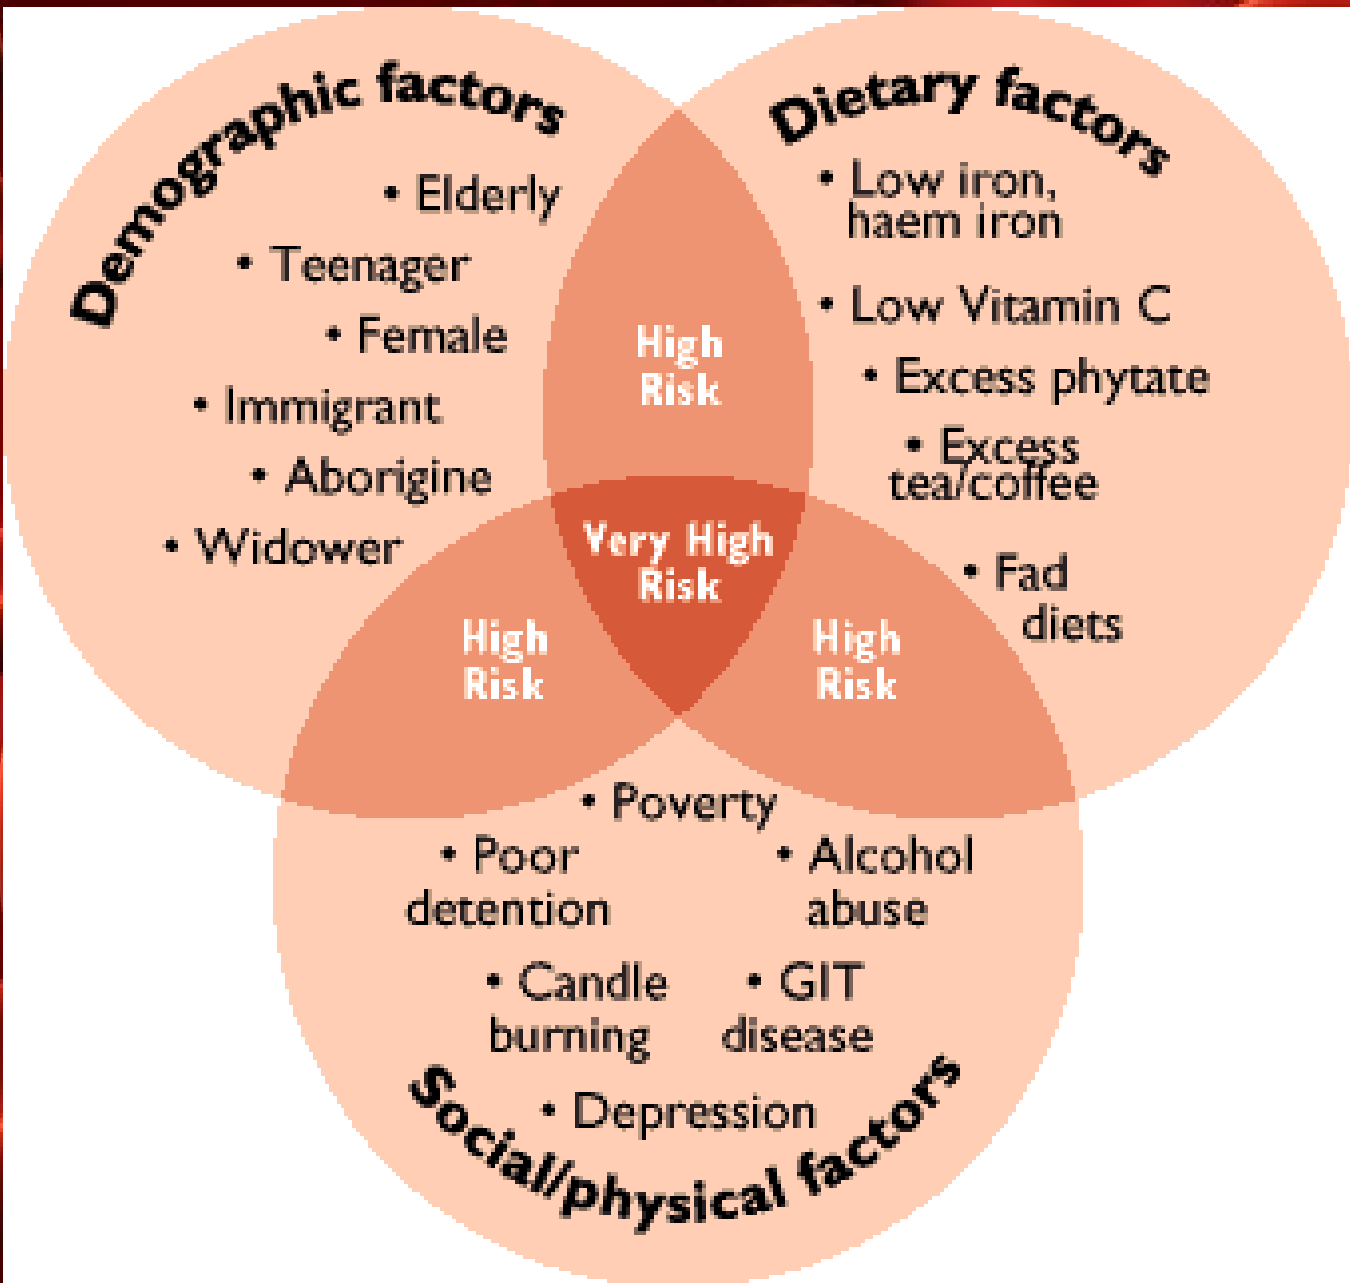 Demographic factors
• Elderly
• Teenager
• Female
• Immigrant
• Aborigine
• Widower
Dietary factors
• Low iron,
haem iron
• Low Vitamin C
• Excess phytate
• Excess
tea/coffee
• Fad
diets
High
Risk
Very High
Risk
High
Risk
High
Risk
• Poverty
• Poor
detention
• Alcohol
abuse
• Candle
burning
• GIT
disease
• Depression
Social/physical factors